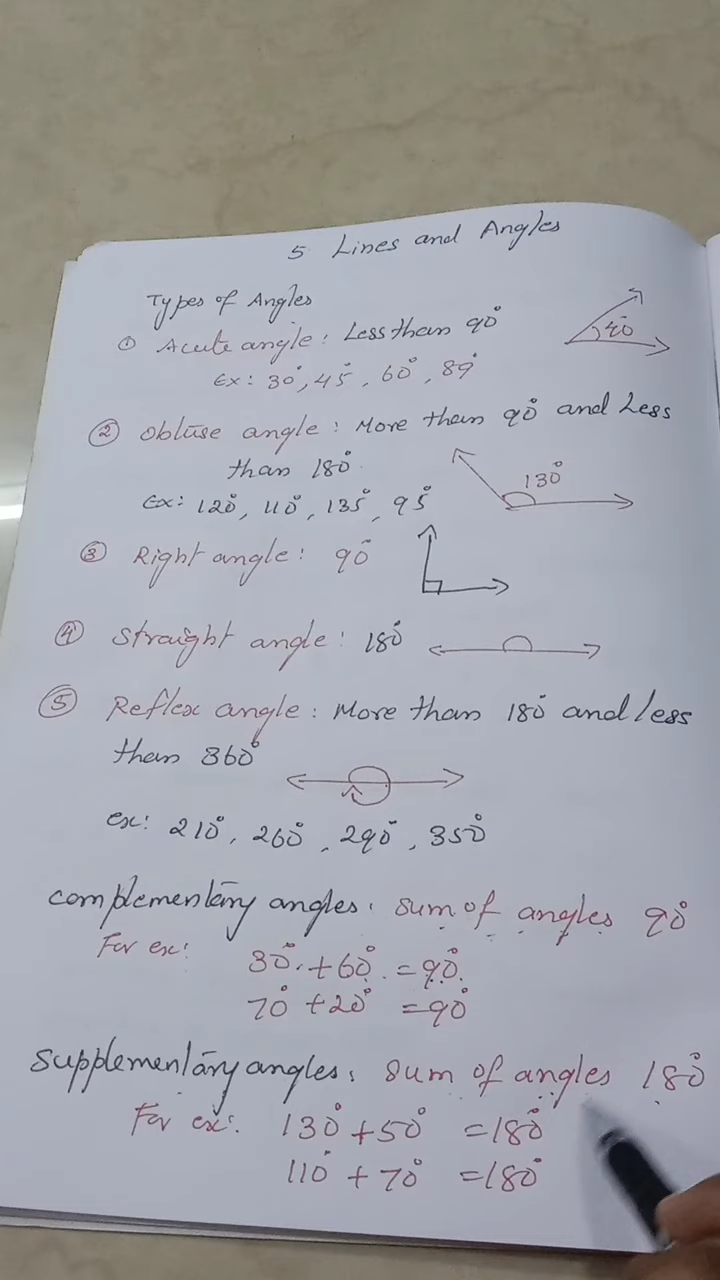 5 Lines and Angles
Types of Angles
① Acute angle: Less than 90°
40°
Ex: 30°, 45°, 60°, 89°
② Obtuse angle: More than 90° and Less
than 180°
130°
Ex: 120°, 110°, 135°, 95°
③ Right angle: 90°
④ Straight angle: 180°
⑤ Reflex angle: More than 180° and less
than 360°
ex: 210°, 260°, 290°, 350°
Complementary angles: Sum of angles 90°
For ex:
30° + 60° = 90°
70° + 20° = 90°
Supplementary angles: Sum of angles 180°
For ex: 130° + 50° = 180°
110° + 70° = 180°